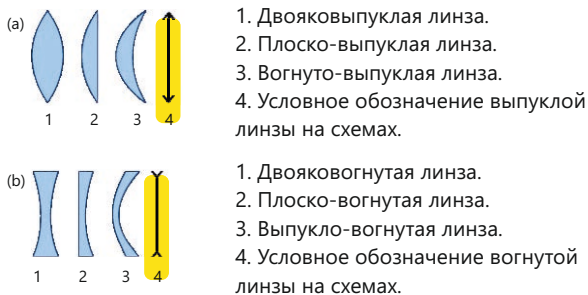 (a)
1 2 3 4
1. Двояковыпуклая линза.
2. Плоско-выпуклая линза.
3. Вогнуто-выпуклая линза.
4. Условное обозначение выпуклой
линзы на схемах.
(b)
1 2 3 4
1. Двояковогнутая линза.
2. Плоско-вогнутая линза.
3. Выпукло-вогнутая линза.
4. Условное обозначение вогнутой
линзы на схемах.